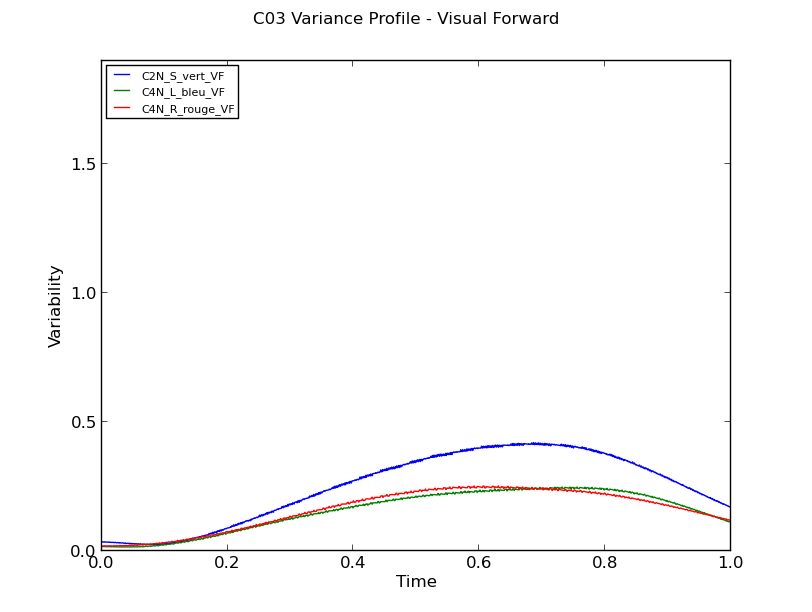 C03 Variance Profile - Visual Forward
C2N_S_vert_VF
C4N_L_bleu_VF
C4N_R_rouge_VF
Variability
1.5
1.0
0.5
0.0
0.0 0.2 0.4 0.6 0.8 1.0
Time